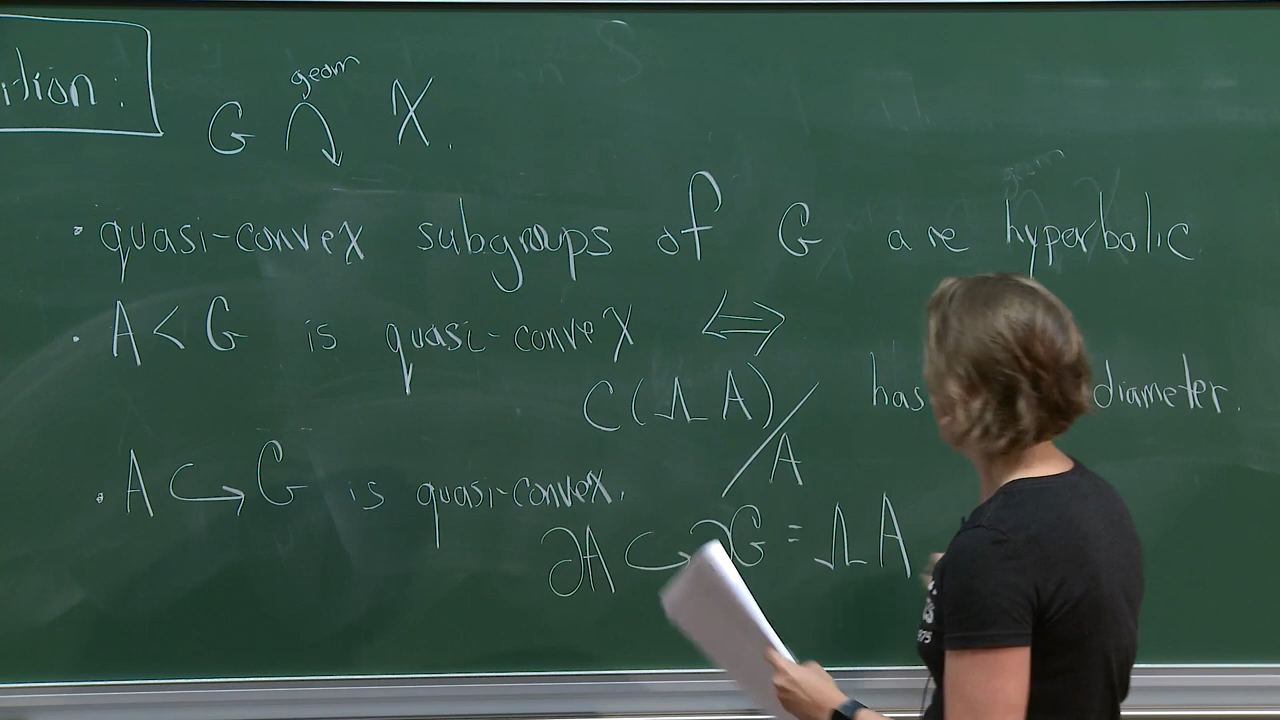 ition:
geom
G ↷ X.
· quasi-convex subgroups of G are hyperbolic
· A < G is quasi-convex ⟺
C(ΛA)/A has diameter.
· A ↪ G is quasi-convex.
∂A ↪ ∂G = ΛA